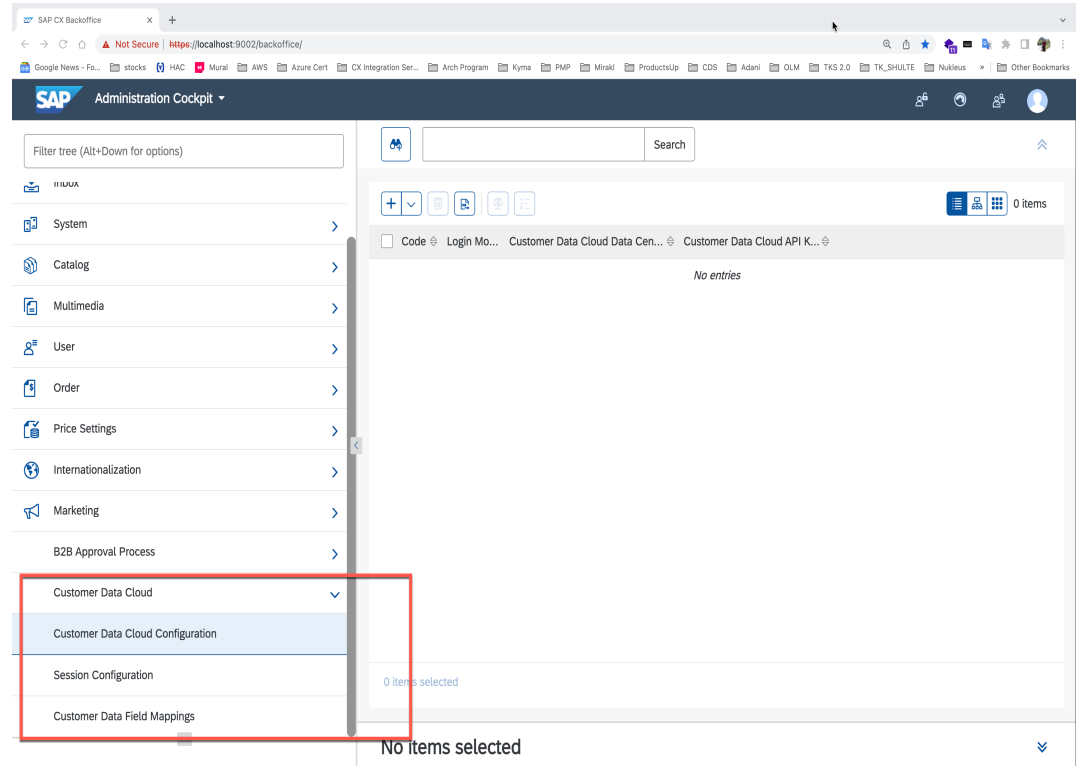 SAP CX Backoffice
Not Secure https://localhost:9002/backoffice/
Google News - Fo... stocks HAC Mural AWS Azure Cert CX Integration Ser... Arch Program Kyma PMP Mirakl ProductsUp CDS Adani OLM TKS 2.0 TK_SHULTE Nukleus » Other Bookmarks
SAP Administration Cockpit
Filter tree (Alt+Down for options)
Search
Inbox
0 items
System
Code Login Mo... Customer Data Cloud Data Cen... Customer Data Cloud API K...
Catalog
No entries
Multimedia
User
Order
Price Settings
Internationalization
Marketing
B2B Approval Process
Customer Data Cloud
Customer Data Cloud Configuration
Session Configuration
0 items selected
Customer Data Field Mappings
No items selected